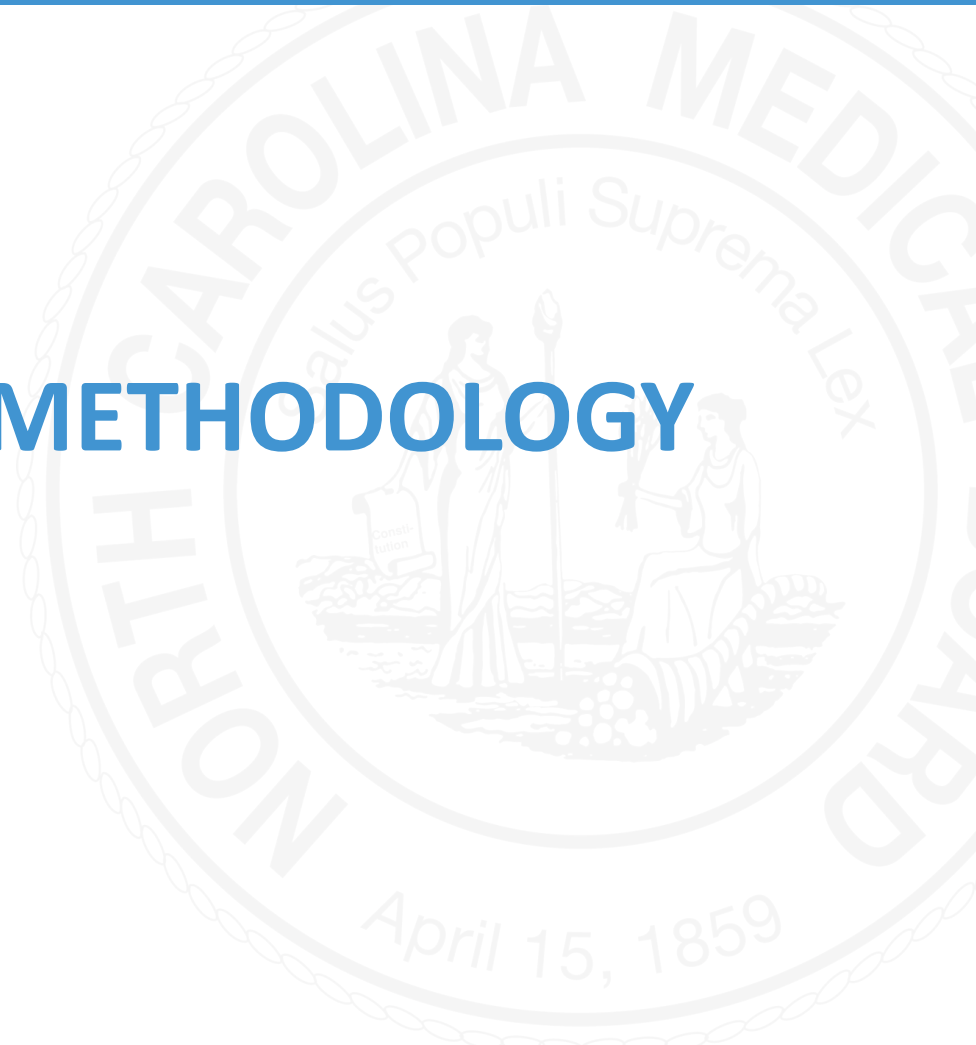 NORTH CAROLINA MEDICAL BOARD
Salus Populi Suprema Lex
METHODOLOGY
Consti-
tution
April 15, 1859